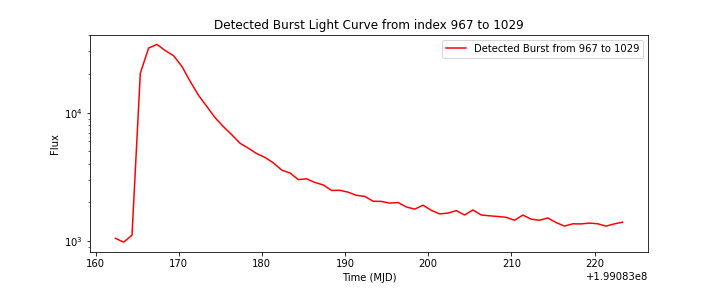 Detected Burst Light Curve from index 967 to 1029
Detected Burst from 967 to 1029
10⁴
10³
Flux
160 170 180 190 200 210 220
Time (MJD)
+1.99083e8